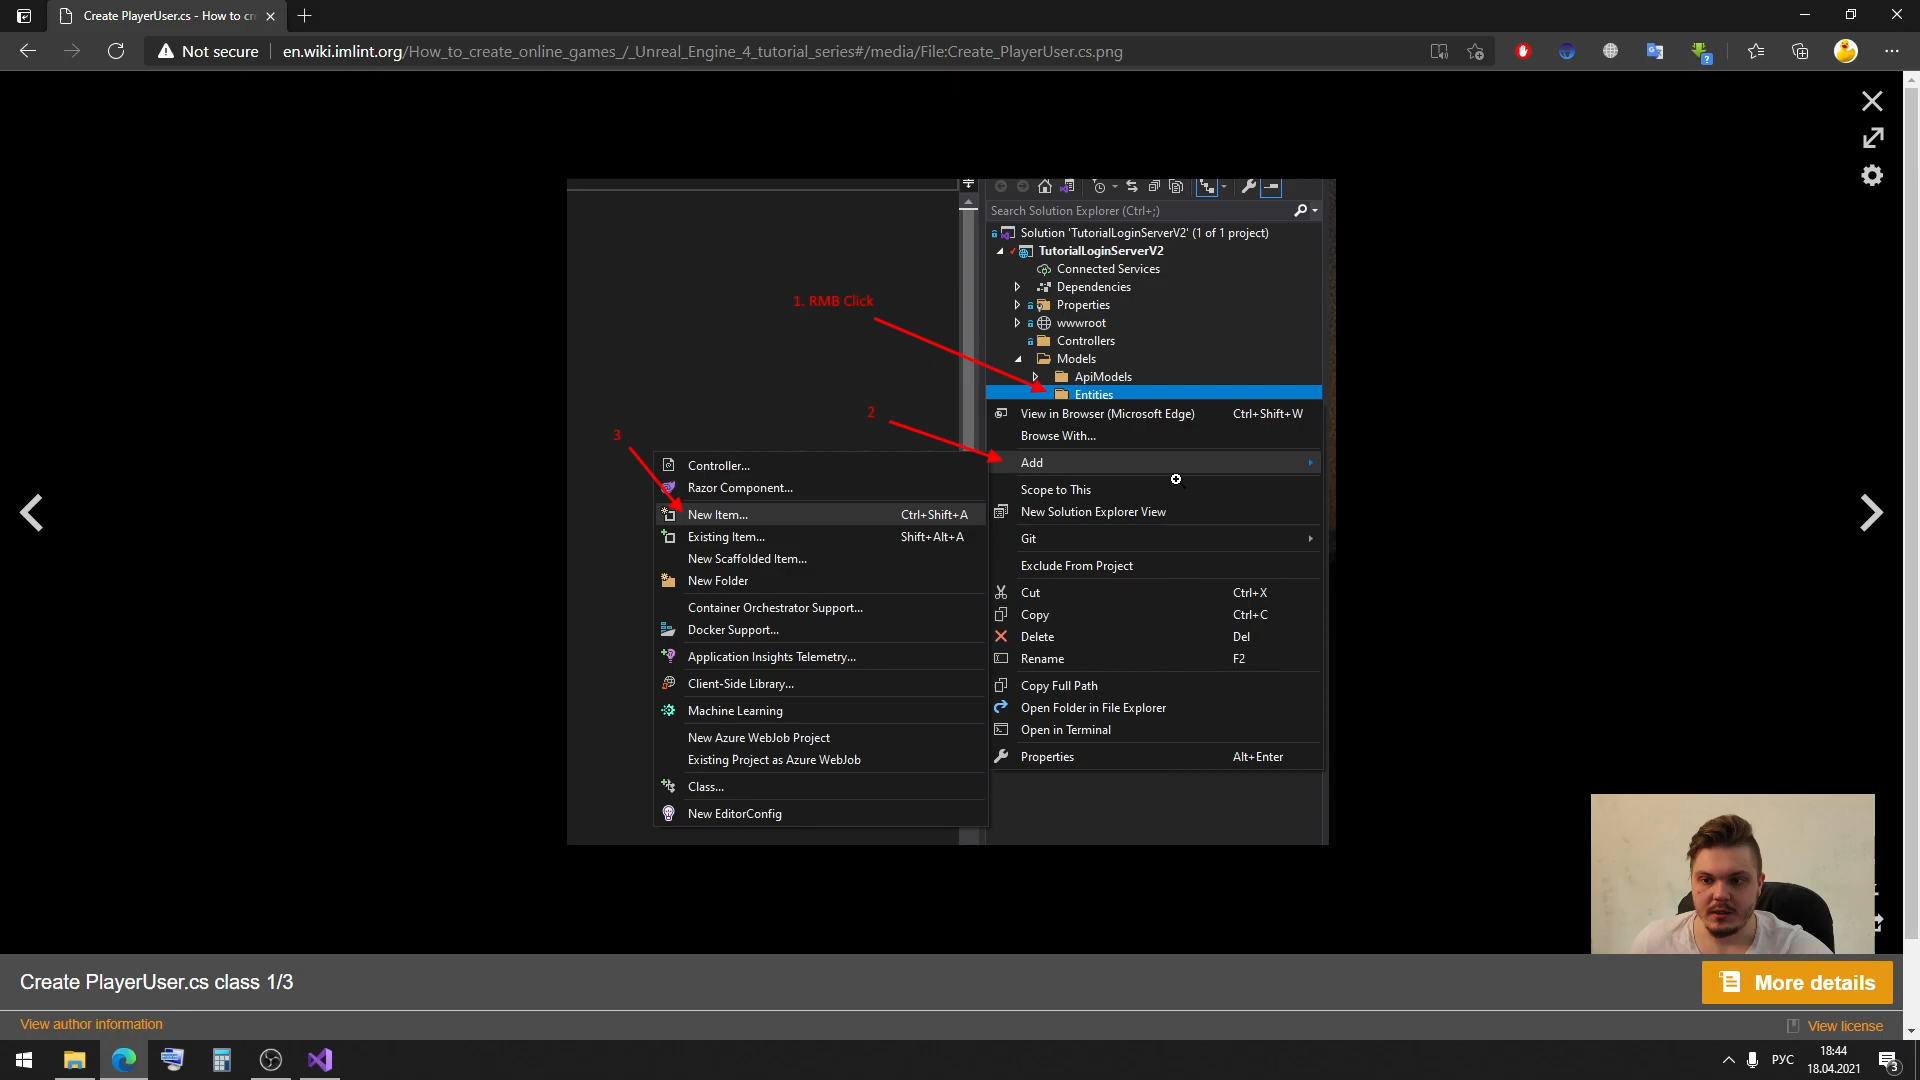 Create PlayerUser.cs - How to cr
Not secure
en.wiki.imlint.org/How_to_create_online_games_/_Unreal_Engine_4_tutorial_series#/media/File:Create_PlayerUser.cs.png
Search Solution Explorer (Ctrl+;)
Solution 'TutorialLoginServerV2' (1 of 1 project)
TutorialLoginServerV2
Connected Services
Dependencies
1. RMB Click
Properties
wwwroot
Controllers
Models
ApiModels
Entities
2
View in Browser (Microsoft Edge) Ctrl+Shift+W
3
Browse With...
Add
Scope to This
New Solution Explorer View
Git
Exclude From Project
Cut Ctrl+X
Copy Ctrl+C
Delete Del
Rename F2
Copy Full Path
Open Folder in File Explorer
Open in Terminal
Properties Alt+Enter
Controller...
Razor Component...
New Item... Ctrl+Shift+A
Existing Item... Shift+Alt+A
New Scaffolded Item...
New Folder
Container Orchestrator Support...
Docker Support...
Application Insights Telemetry...
Client-Side Library...
Machine Learning
New Azure WebJob Project
Existing Project as Azure WebJob
Class...
New EditorConfig
Create PlayerUser.cs class 1/3
More details
View author information
View license
РУС
18:44
18.04.2021
3